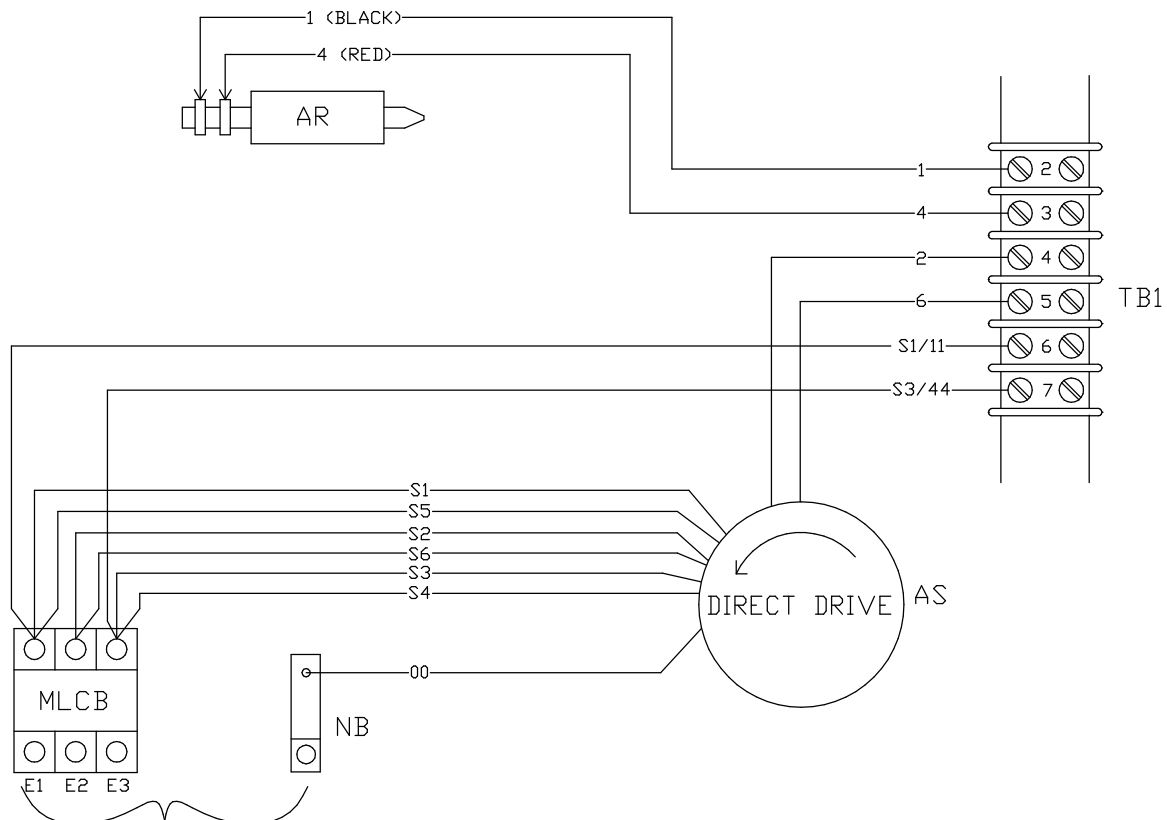 1 (BLACK)
4 (RED)
AR
1 2
4 3
2 4
6 5
TB1
S1/11 6
S3/44 7
S1
S5
S2
S6
S3
S4
AS
DIRECT DRIVE
00
MLCB
NB
E1 E2 E3